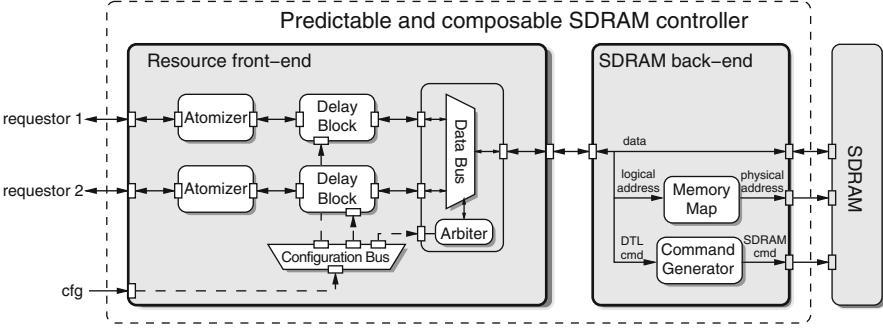 Predictable and composable SDRAM controller
Resource front−end
SDRAM back−end
requestor 1
Atomizer
Delay
Block
Data Bus
data
SDRAM
requestor 2
Atomizer
Delay
Block
logical
address
Memory
Map
physical
address
Arbiter
Configuration Bus
DTL
cmd
Command
Generator
SDRAM
cmd
cfg